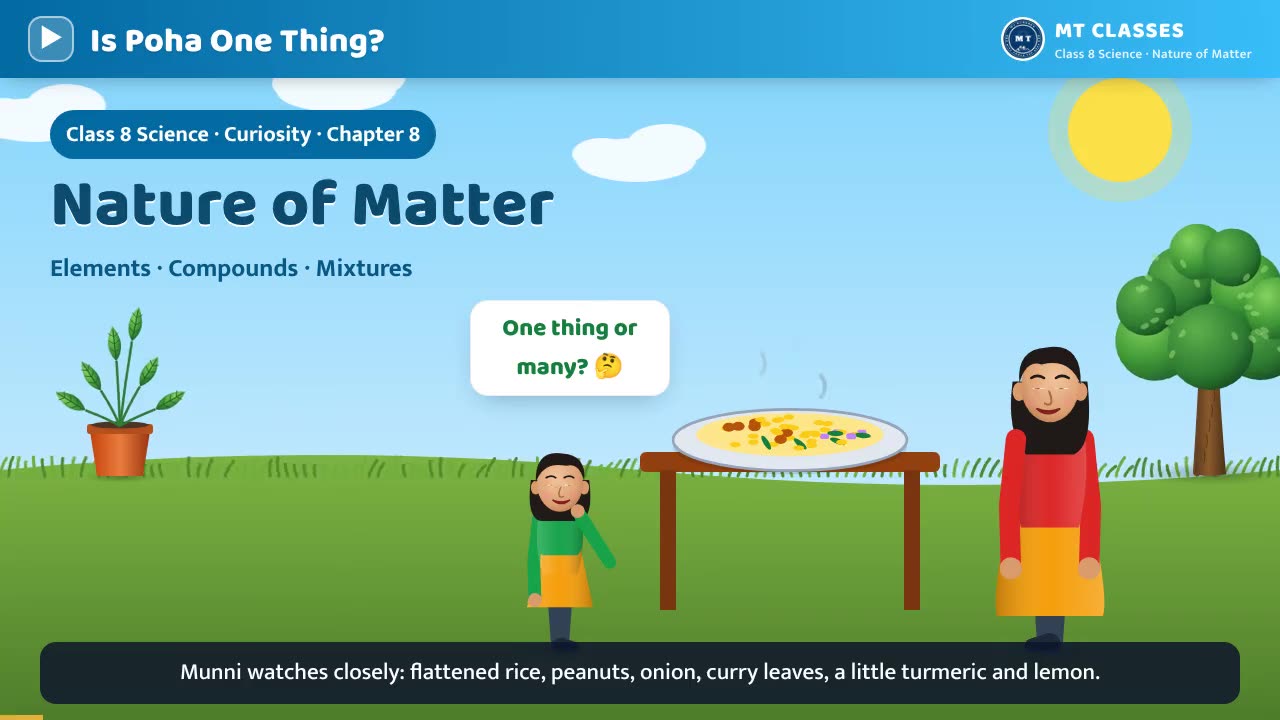 Is Poha One Thing?
MT
MT CLASSES
Class 8 Science · Nature of Matter
Class 8 Science · Curiosity · Chapter 8
Nature of Matter
Elements · Compounds · Mixtures
One thing or
many? 🤔
Munni watches closely: flattened rice, peanuts, onion, curry leaves, a little turmeric and lemon.